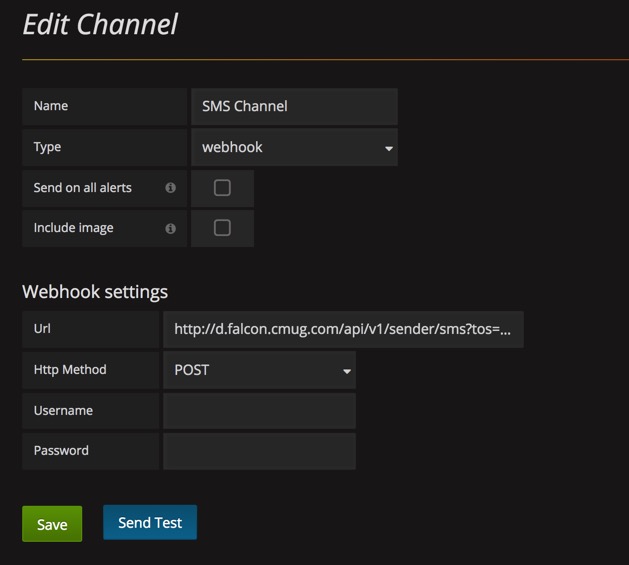 Edit Channel
Name SMS Channel
Type webhook
Send on all alerts
Include image
Webhook settings
Url http://d.falcon.cmug.com/api/v1/sender/sms?tos=...
Http Method POST
Username
Password
Save Send Test